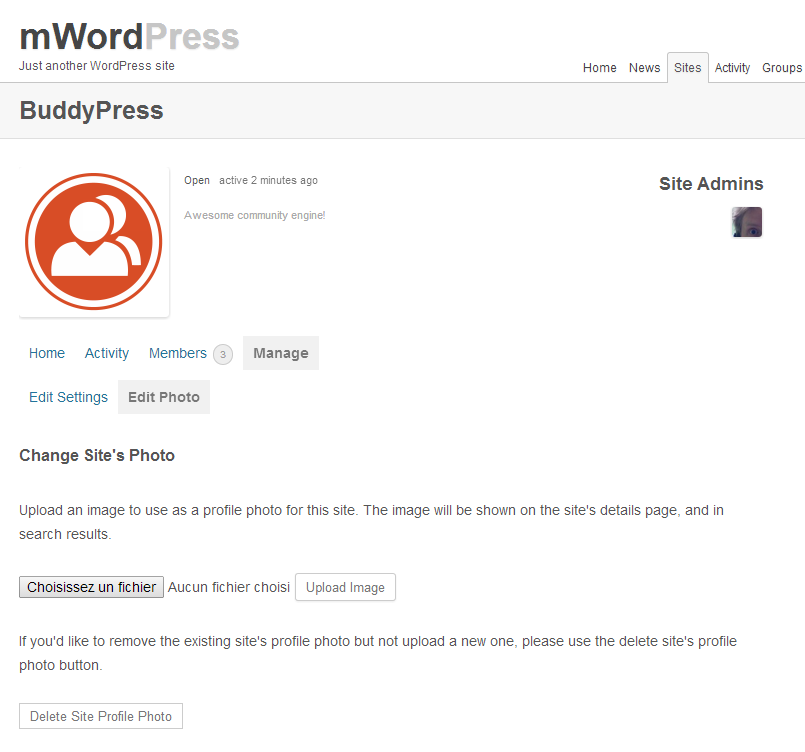 mWordPress
Just another WordPress site
Home News Sites Activity Groups
BuddyPress
Open active 2 minutes ago
Site Admins
Awesome community engine!
Home Activity Members 3 Manage
Edit Settings Edit Photo
Change Site's Photo
Upload an image to use as a profile photo for this site. The image will be shown on the site's details page, and in
search results.
Choisissez un fichier Aucun fichier choisi Upload Image
If you'd like to remove the existing site's profile photo but not upload a new one, please use the delete site's profile
photo button.
Delete Site Profile Photo